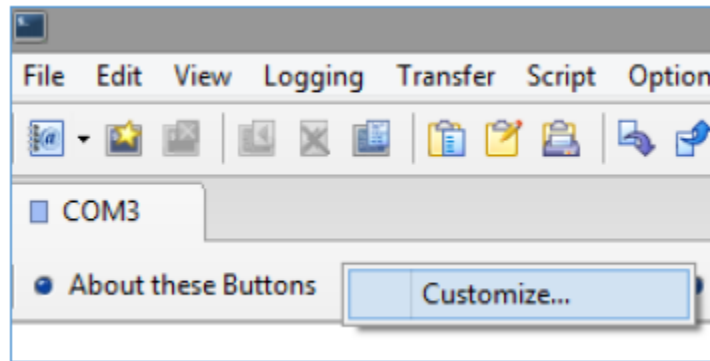 File Edit View Logging Transfer Script Option
COM3
About these Buttons Customize...